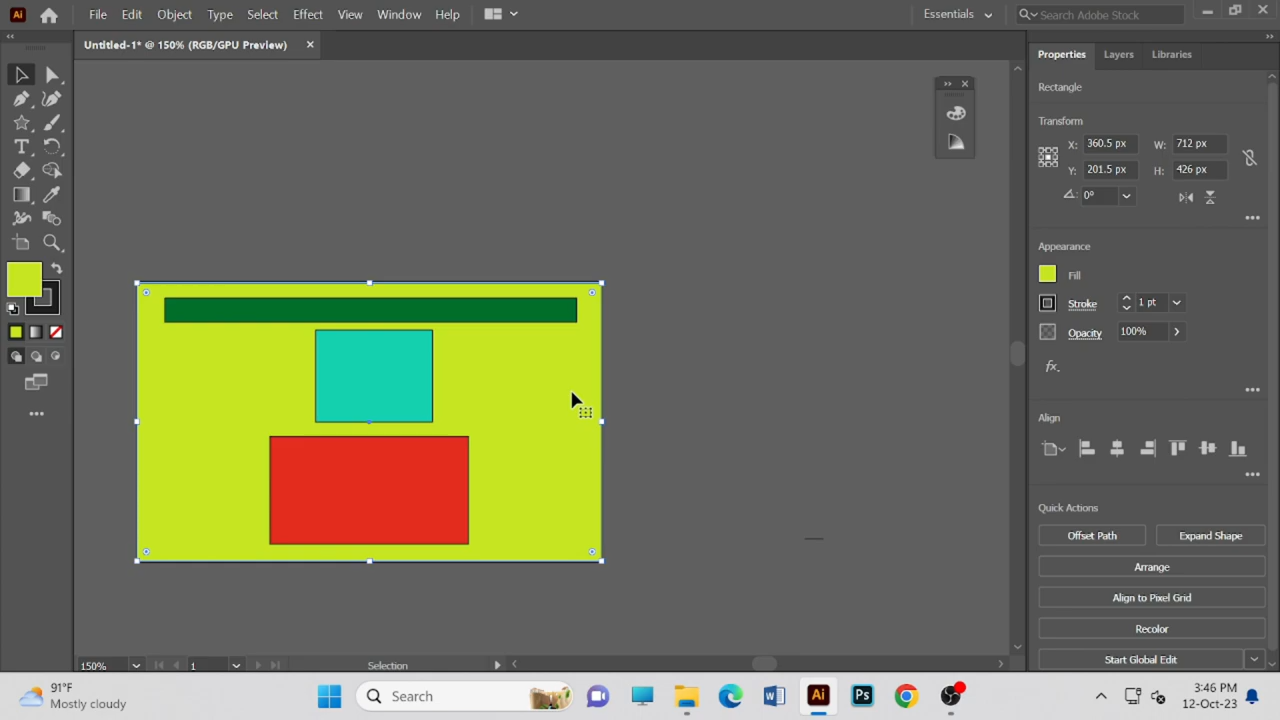 Ai File Edit Object Type Select Effect View Window Help Essentials Search Adobe Stock
Untitled-1* @ 150% (RGB/GPU Preview)
Properties Layers Libraries
Rectangle
Transform
X: 360.5 px W: 712 px
Y: 201.5 px H: 426 px
0°
Appearance
Fill
Stroke 1 pt
Opacity 100%
fx.
Align
Quick Actions
Offset Path Expand Shape
Arrange
Align to Pixel Grid
Recolor
Start Global Edit
150% 1 Selection
91°F
Mostly cloudy
Search
W Ai Ps
3:46 PM
12-Oct-23